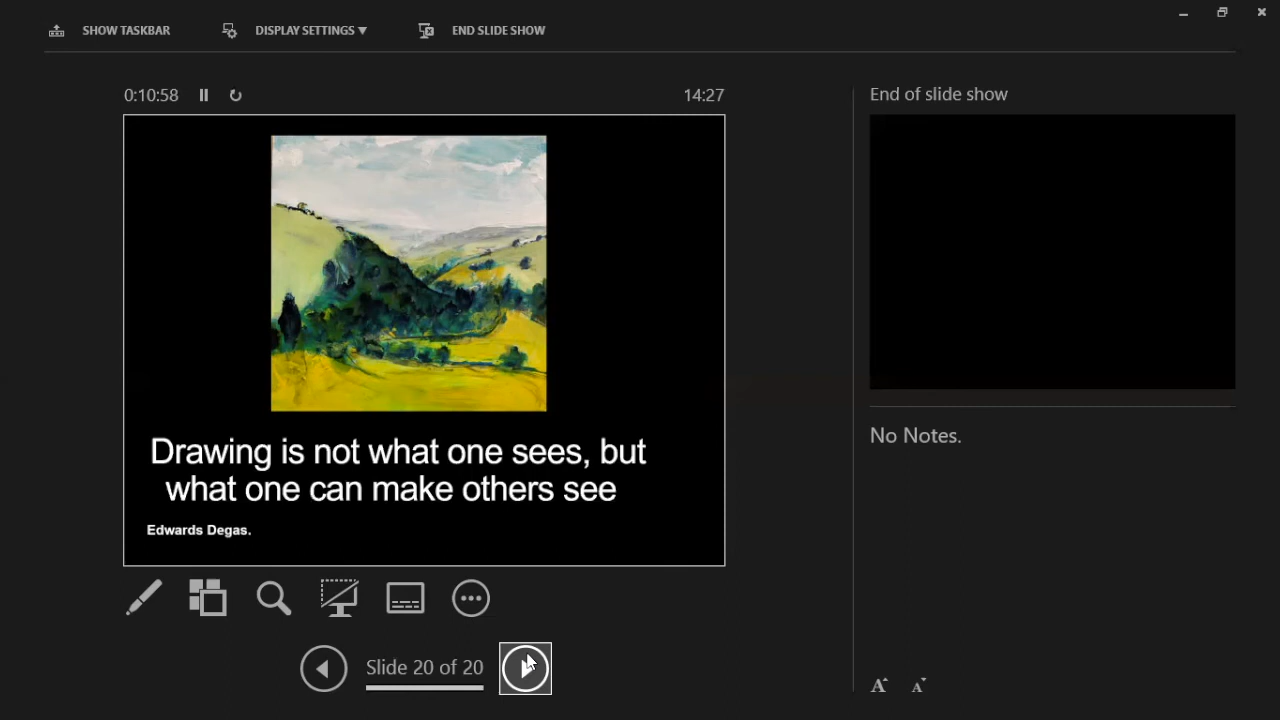 SHOW TASKBAR
DISPLAY SETTINGS ▼
END SLIDE SHOW
0:10:58
14:27
Drawing is not what one sees, but
what one can make others see
Edwards Degas.
Slide 20 of 20
End of slide show
No Notes.
A
A